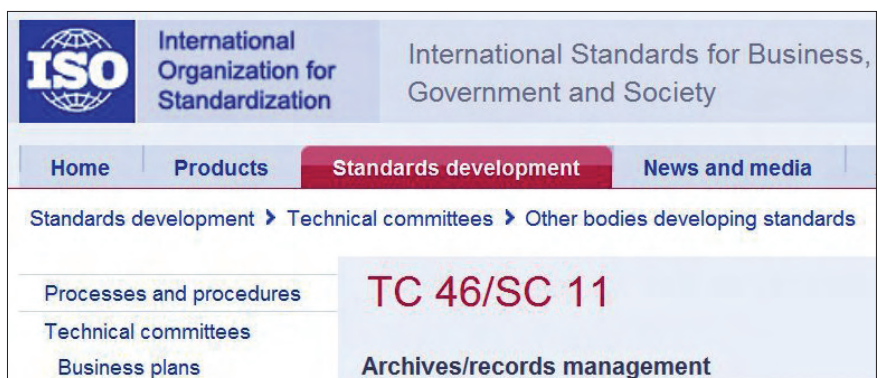 ISO
International
Organization for
Standardization
International Standards for Business,
Government and Society
Home Products Standards development News and media
Standards development > Technical committees > Other bodies developing standards
Processes and procedures
Technical committees
Business plans
TC 46/SC 11
Archives/records management